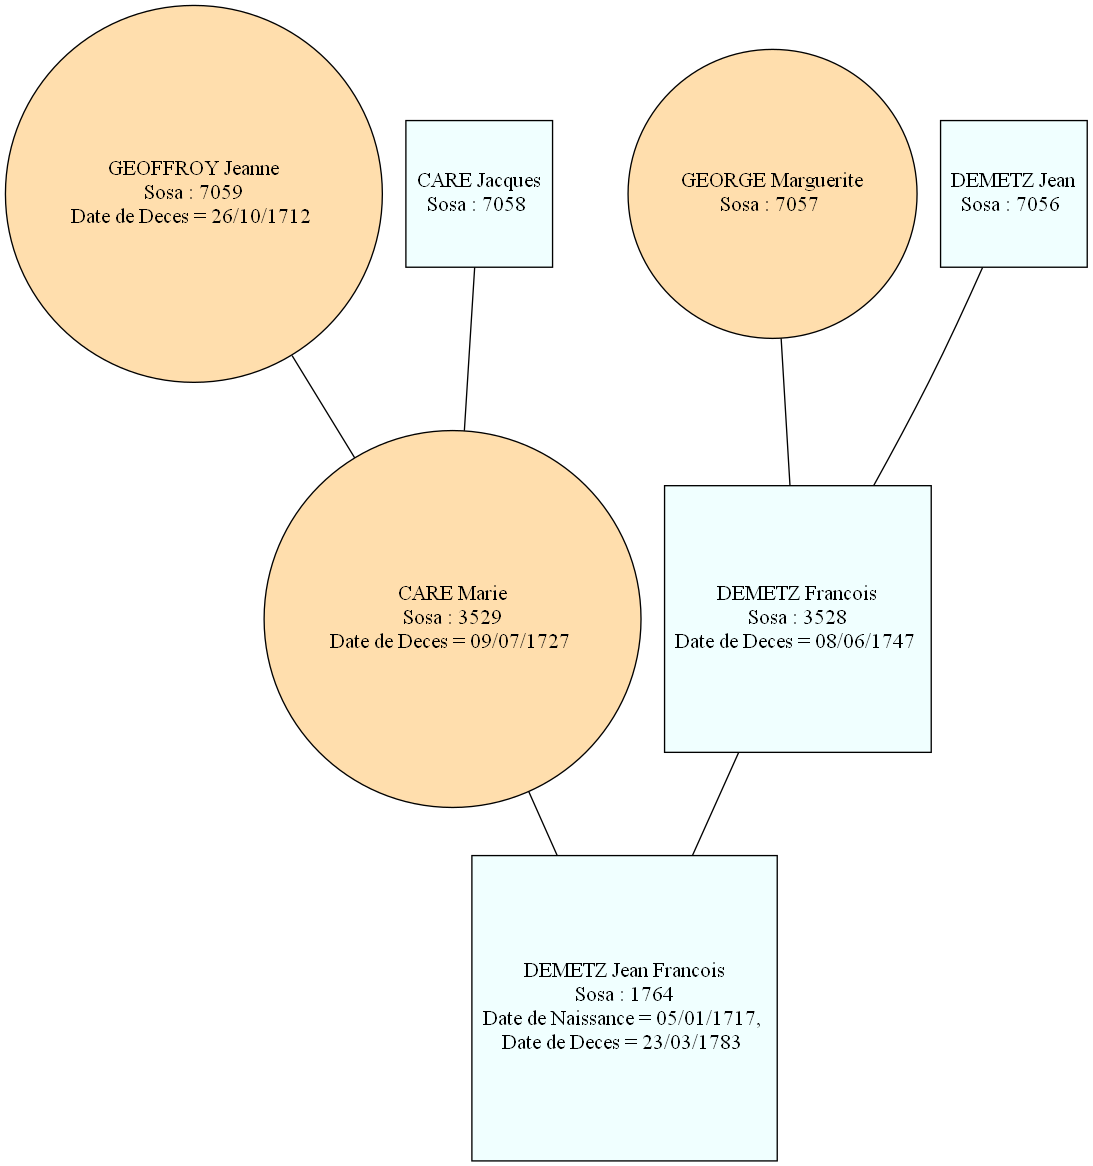 GEOFFROY Jeanne
Sosa : 7059
Date de Deces = 26/10/1712
CARE Jacques
Sosa : 7058
GEORGE Marguerite
Sosa : 7057
DEMETZ Jean
Sosa : 7056
CARE Marie
Sosa : 3529
Date de Deces = 09/07/1727
DEMETZ Francois
Sosa : 3528
Date de Deces = 08/06/1747
DEMETZ Jean Francois
Sosa : 1764
Date de Naissance = 05/01/1717,
Date de Deces = 23/03/1783